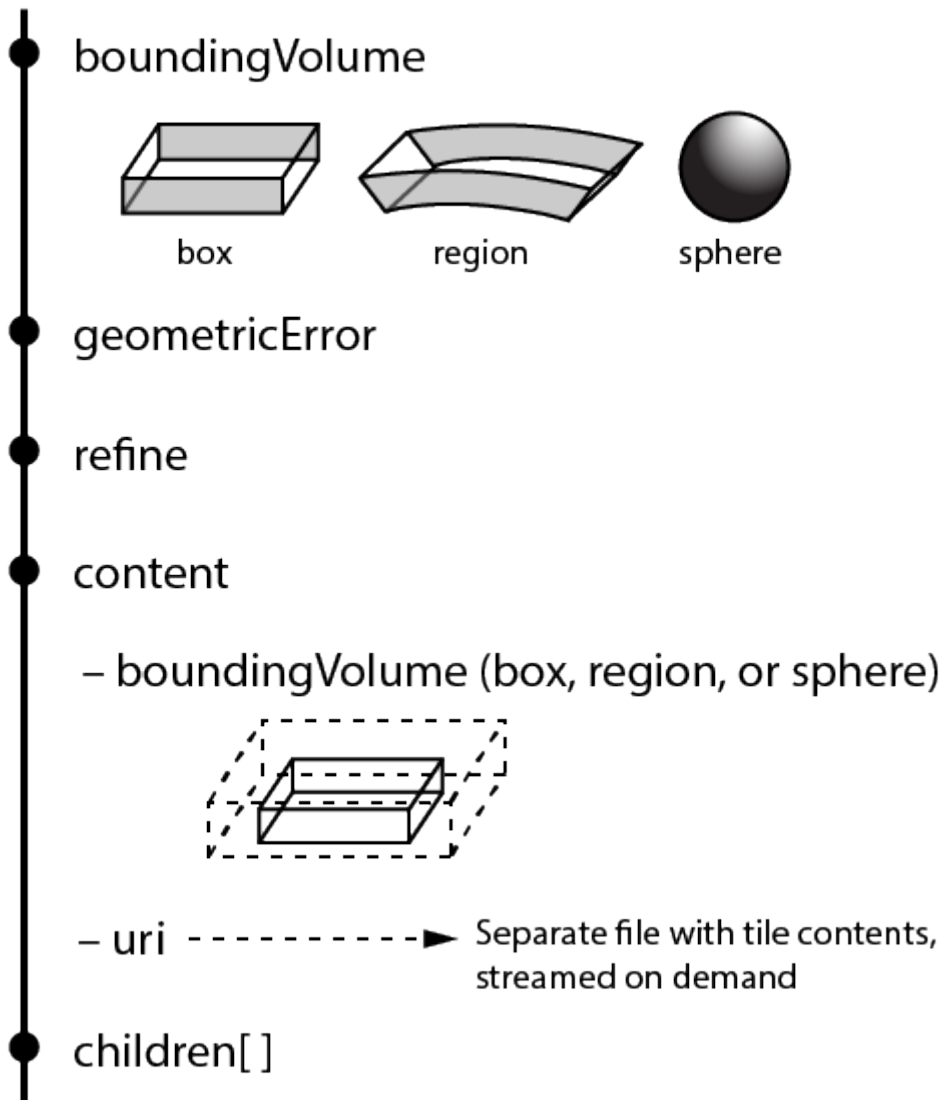 boundingVolume
box
region
sphere
geometricError
refine
content
– boundingVolume (box, region, or sphere)
– uri
Separate file with tile contents,
streamed on demand
children[ ]